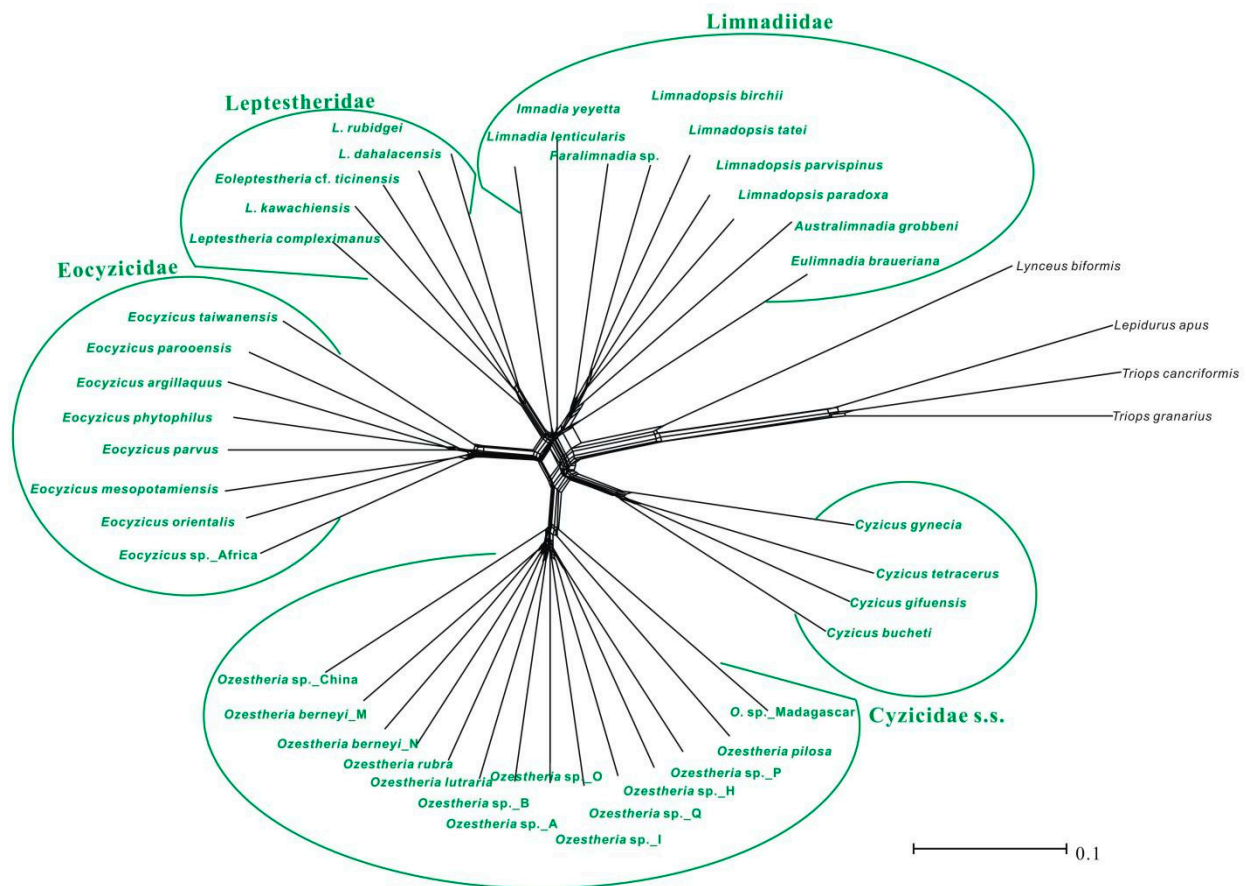 Limnadiidae
Leptestheridae
Imnadia yeyetta
Limnadopsis birchii
L. rubidgei
Limnadia lenticularis
Limnadopsis tatei
L. dahalacensis
Paralimnadia sp.
Eoleptestheria cf. ticinensis
Limnadopsis parvispinus
L. kawachiensis
Limnadopsis paradoxa
Leptestheria compleximanus
Australimnadia grobbeni
Eulimnadia braueriana
Eocyzicidae
Lynceus biformis
Eocyzicus taiwanensis
Lepidurus apus
Eocyzicus parooensis
Triops cancriformis
Eocyzicus argillaquus
Eocyzicus phytophilus
Triops granarius
Eocyzicus parvus
Eocyzicus mesopotamiensis
Eocyzicus orientalis
Cyzicus gynecia
Eocyzicus sp._Africa
Cyzicus tetracerus
Cyzicus gifuensis
Cyzicus bucheti
Ozestheria sp._China
Ozestheria berneyi_M
O. sp._Madagascar
Cyzicidae s.s.
Ozestheria berneyi_N
Ozestheria pilosa
Ozestheria rubra
Ozestheria sp._P
Ozestheria lutraria
Ozestheria sp._O
Ozestheria sp._H
Ozestheria sp._B
Ozestheria sp._Q
Ozestheria sp._A
Ozestheria sp._I
0.1